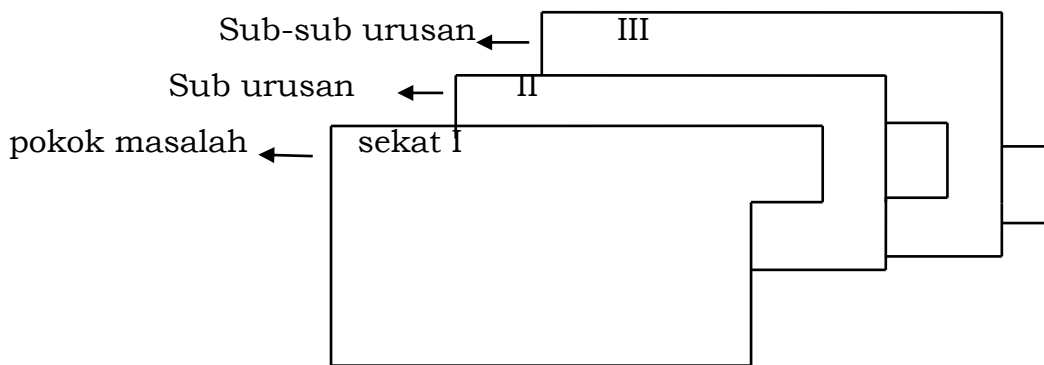 Sub-sub urusan III
Sub urusan II
pokok masalah sekat I